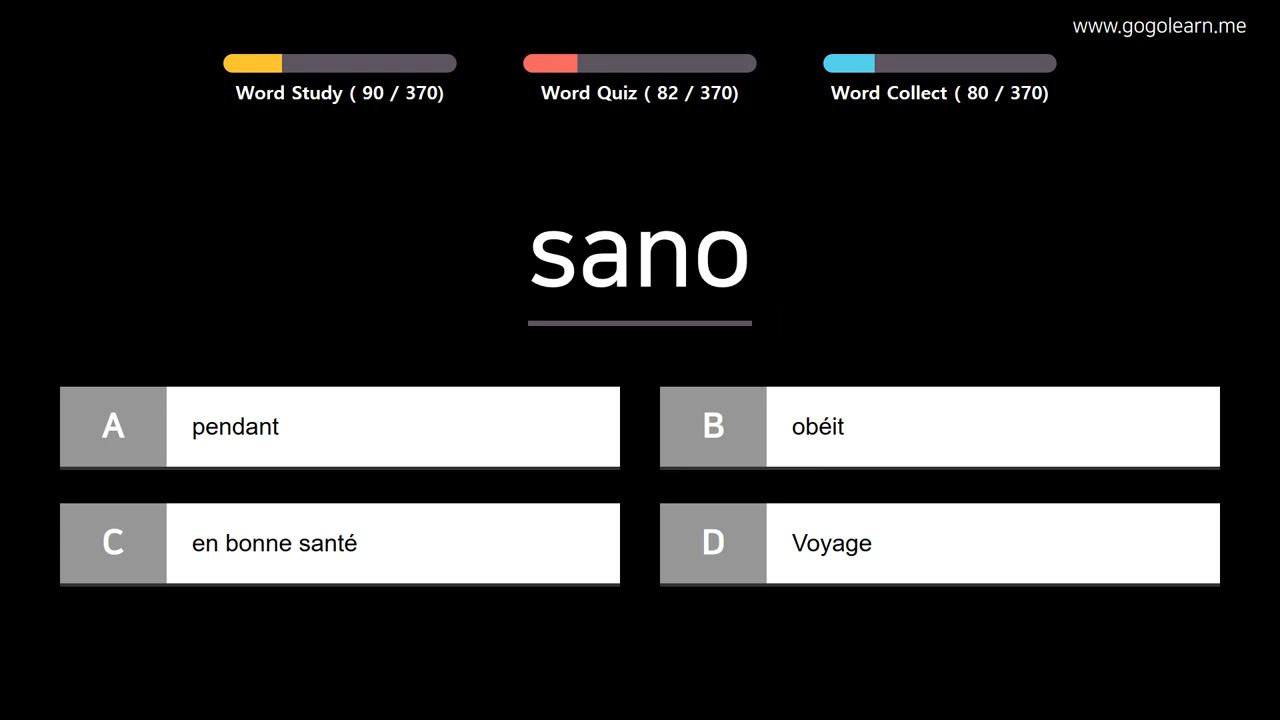 www.gogolearn.me
Word Study ( 90 / 370)
Word Quiz ( 82 / 370)
Word Collect ( 80 / 370)
sano
A pendant
B obéit
C en bonne santé
D Voyage